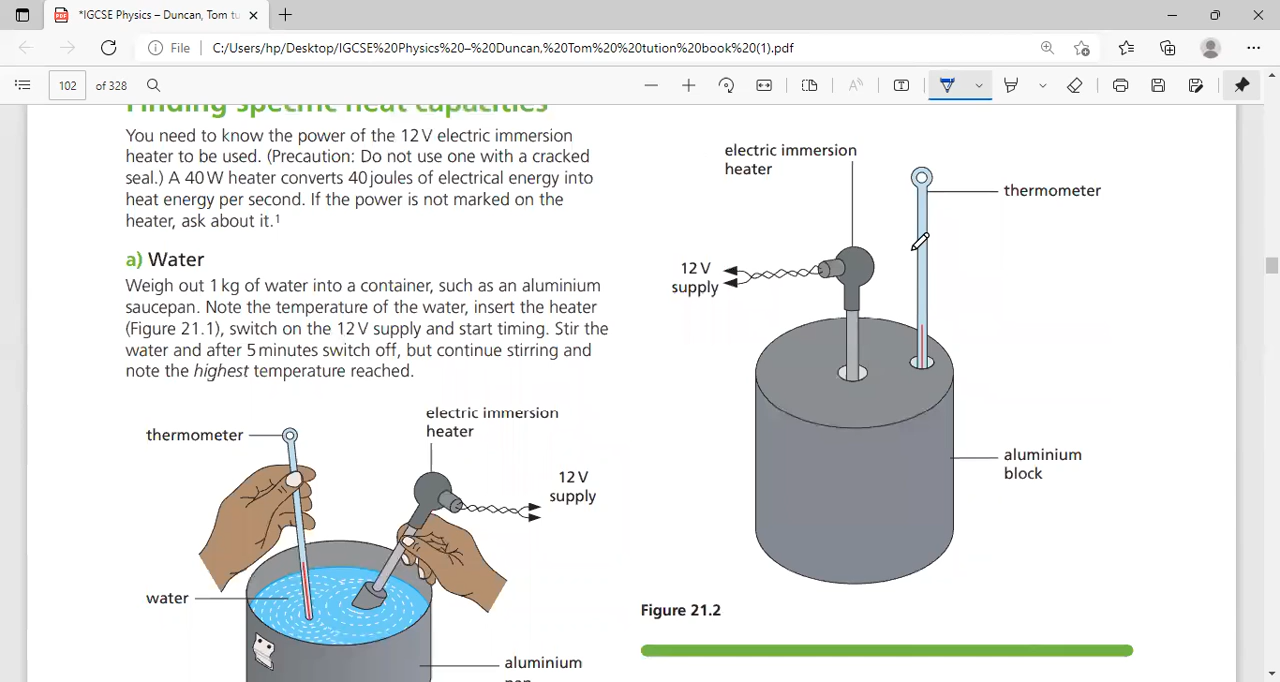 *IGCSE Physics – Duncan, Tom tu
File
C:/Users/hp/Desktop/IGCSE%20Physics%20–%20Duncan,%20Tom%20%20tution%20book%20(1).pdf
102 of 328
Finding specific heat capacities
You need to know the power of the 12 V electric immersion
heater to be used. (Precaution: Do not use one with a cracked
seal.) A 40 W heater converts 40 joules of electrical energy into
heat energy per second. If the power is not marked on the
heater, ask about it.¹
a) Water
Weigh out 1 kg of water into a container, such as an aluminium
saucepan. Note the temperature of the water, insert the heater
(Figure 21.1), switch on the 12 V supply and start timing. Stir the
water and after 5 minutes switch off, but continue stirring and
note the highest temperature reached.
electric immersion
heater
thermometer
12 V
supply
water
aluminium
electric immersion
heater
thermometer
12 V
supply
aluminium
block
Figure 21.2